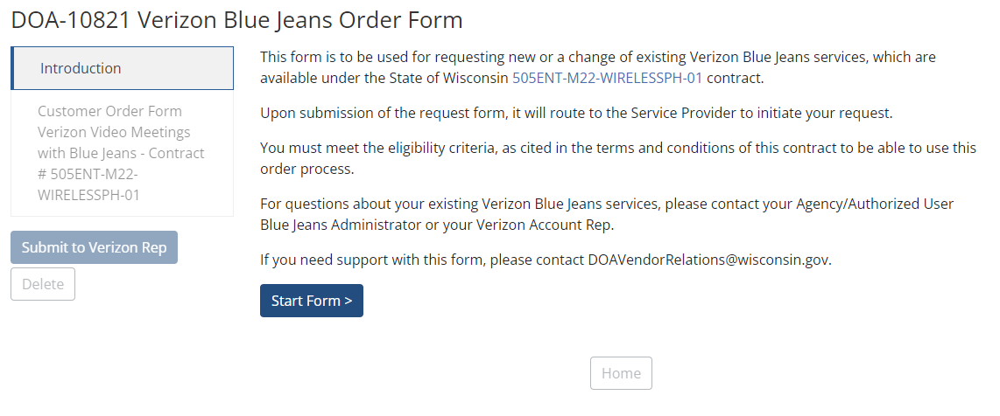 DOA-10821 Verizon Blue Jeans Order Form
Introduction
Customer Order Form
Verizon Video Meetings
with Blue Jeans - Contract
# 505ENT-M22-
WIRELESSPH-01
Submit to Verizon Rep
Delete
This form is to be used for requesting new or a change of existing Verizon Blue Jeans services, which are
available under the State of Wisconsin 505ENT-M22-WIRELESSPH-01 contract.
Upon submission of the request form, it will route to the Service Provider to initiate your request.
You must meet the eligibility criteria, as cited in the terms and conditions of this contract to be able to use this
order process.
For questions about your existing Verizon Blue Jeans services, please contact your Agency/Authorized User
Blue Jeans Administrator or your Verizon Account Rep.
If you need support with this form, please contact DOAVendorRelations@wisconsin.gov.
Start Form >
Home